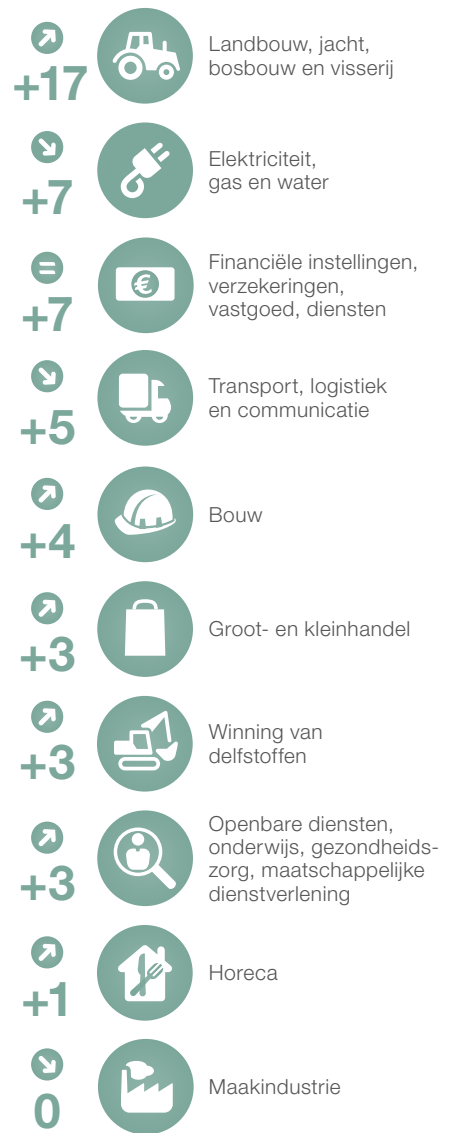 +17
Landbouw, jacht,
bosbouw en visserij
+7
Elektriciteit,
gas en water
=
+7
€
Financiële instellingen,
verzekeringen,
vastgoed, diensten
+5
Transport, logistiek
en communicatie
+4
Bouw
+3
Groot- en kleinhandel
+3
Winning van
delfstoffen
+3
Openbare diensten,
onderwijs, gezondheids-
zorg, maatschappelijke
dienstverlening
+1
Horeca
0
Maakindustrie